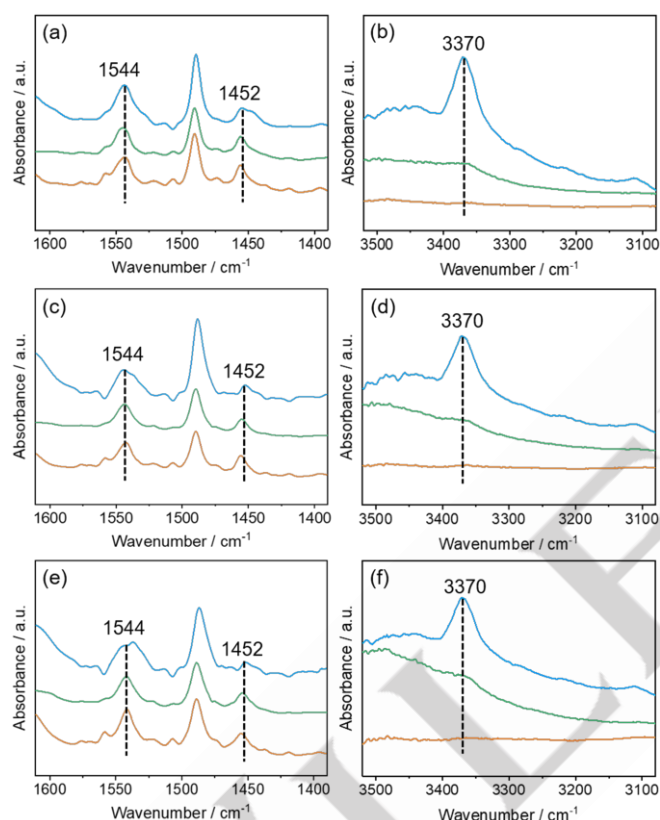 (a)
1544
1452
Absorbance / a.u.
1600 1550 1500 1450 1400
Wavenumber / cm⁻¹
(b)
3370
Absorbance / a.u.
3500 3400 3300 3200 3100
Wavenumber / cm⁻¹
(c)
1544
1452
Absorbance / a.u.
1600 1550 1500 1450 1400
Wavenumber / cm⁻¹
(d)
3370
Absorbance / a.u.
3500 3400 3300 3200 3100
Wavenumber / cm⁻¹
(e)
1544
1452
Absorbance / a.u.
1600 1550 1500 1450 1400
Wavenumber / cm⁻¹
(f)
3370
Absorbance / a.u.
3500 3400 3300 3200 3100
Wavenumber / cm⁻¹